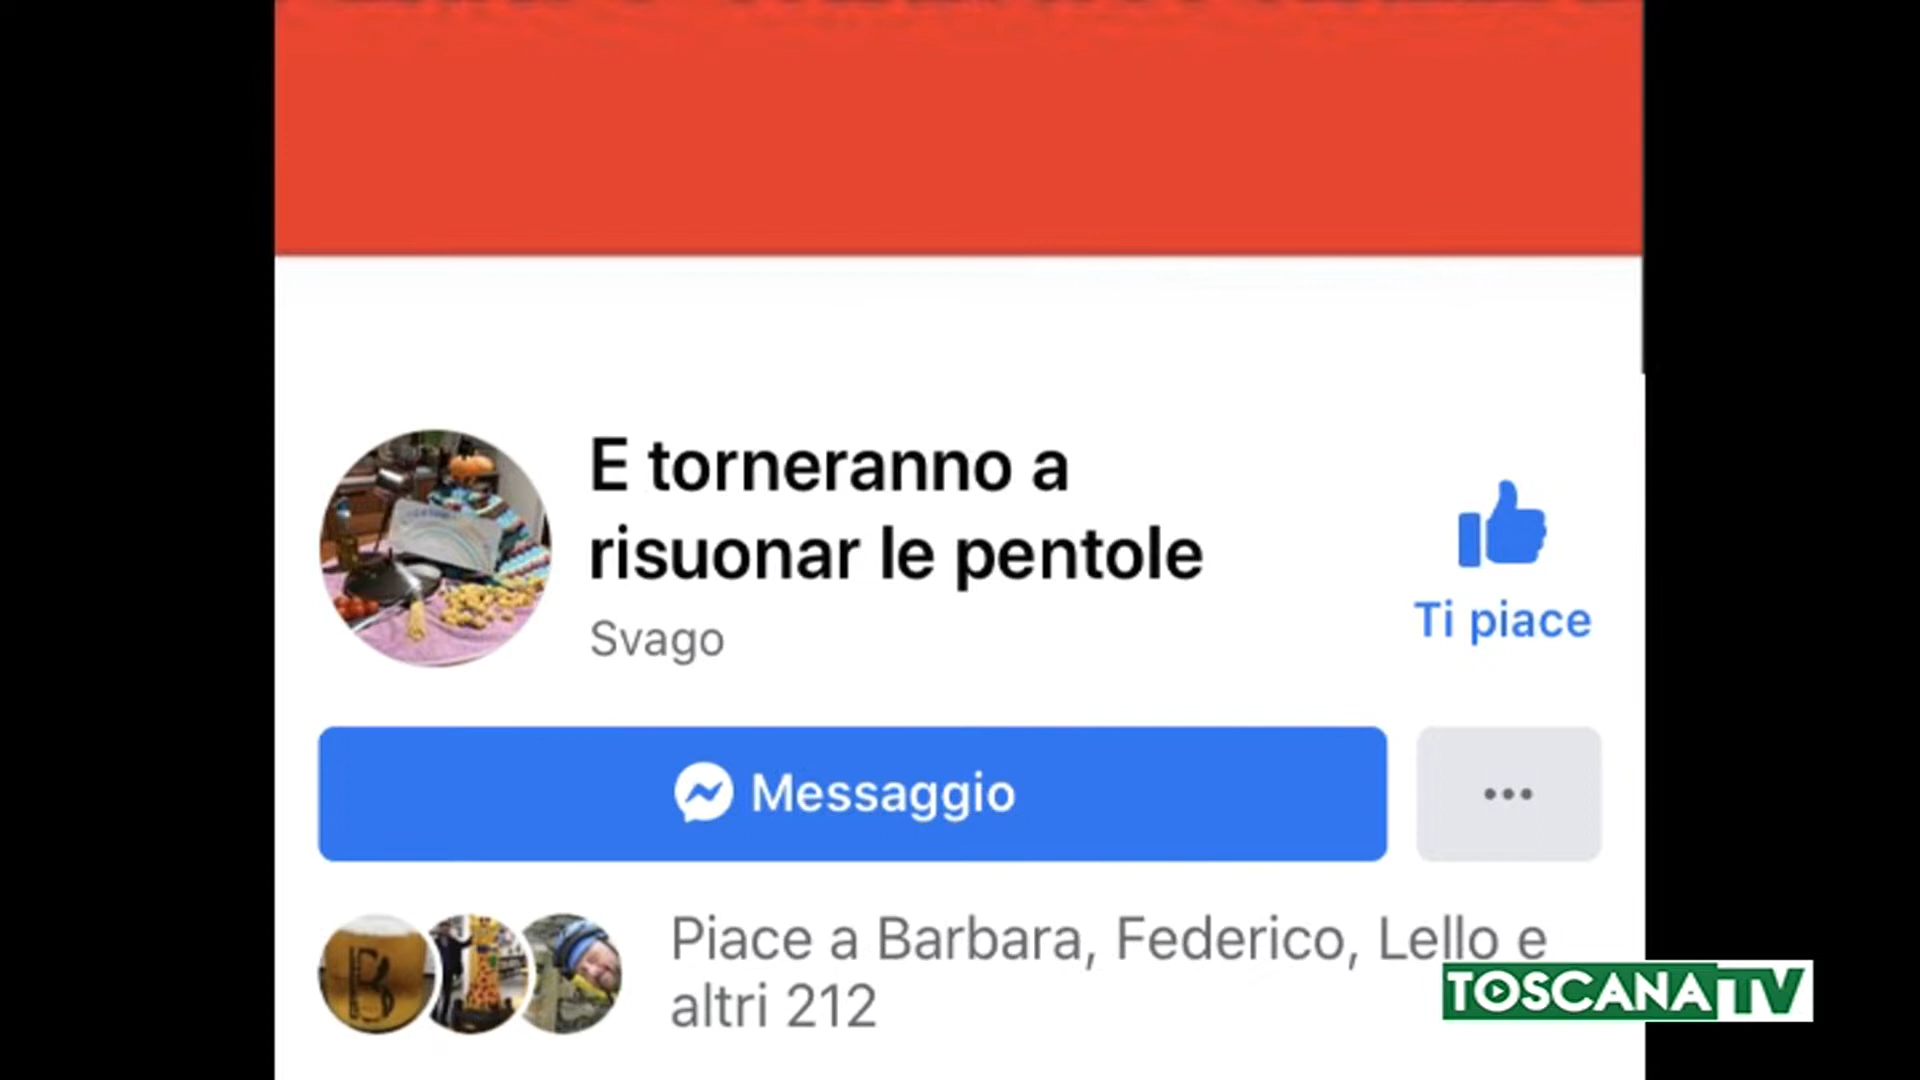 E torneranno a
risuonar le pentole
Svago
Ti piace
Messaggio
Piace a Barbara, Federico, Lello e
altri 212
TOSCANA TV